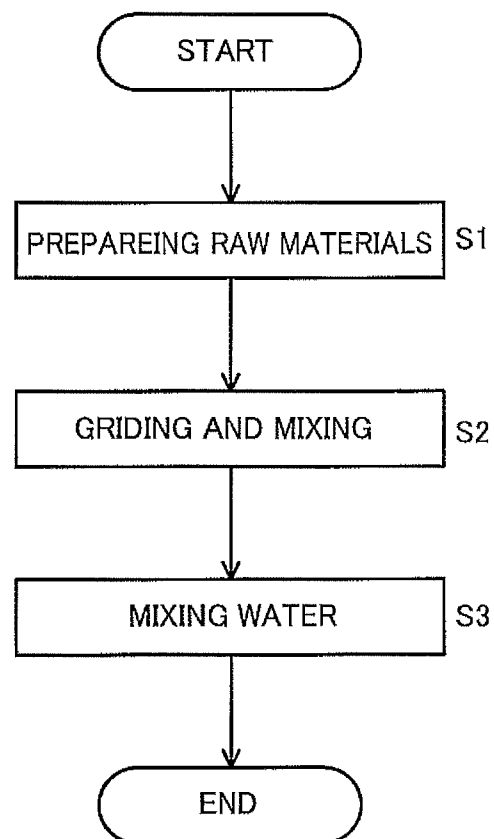 START
PREPAREING RAW MATERIALS S1
GRIDING AND MIXING S2
MIXING WATER S3
END